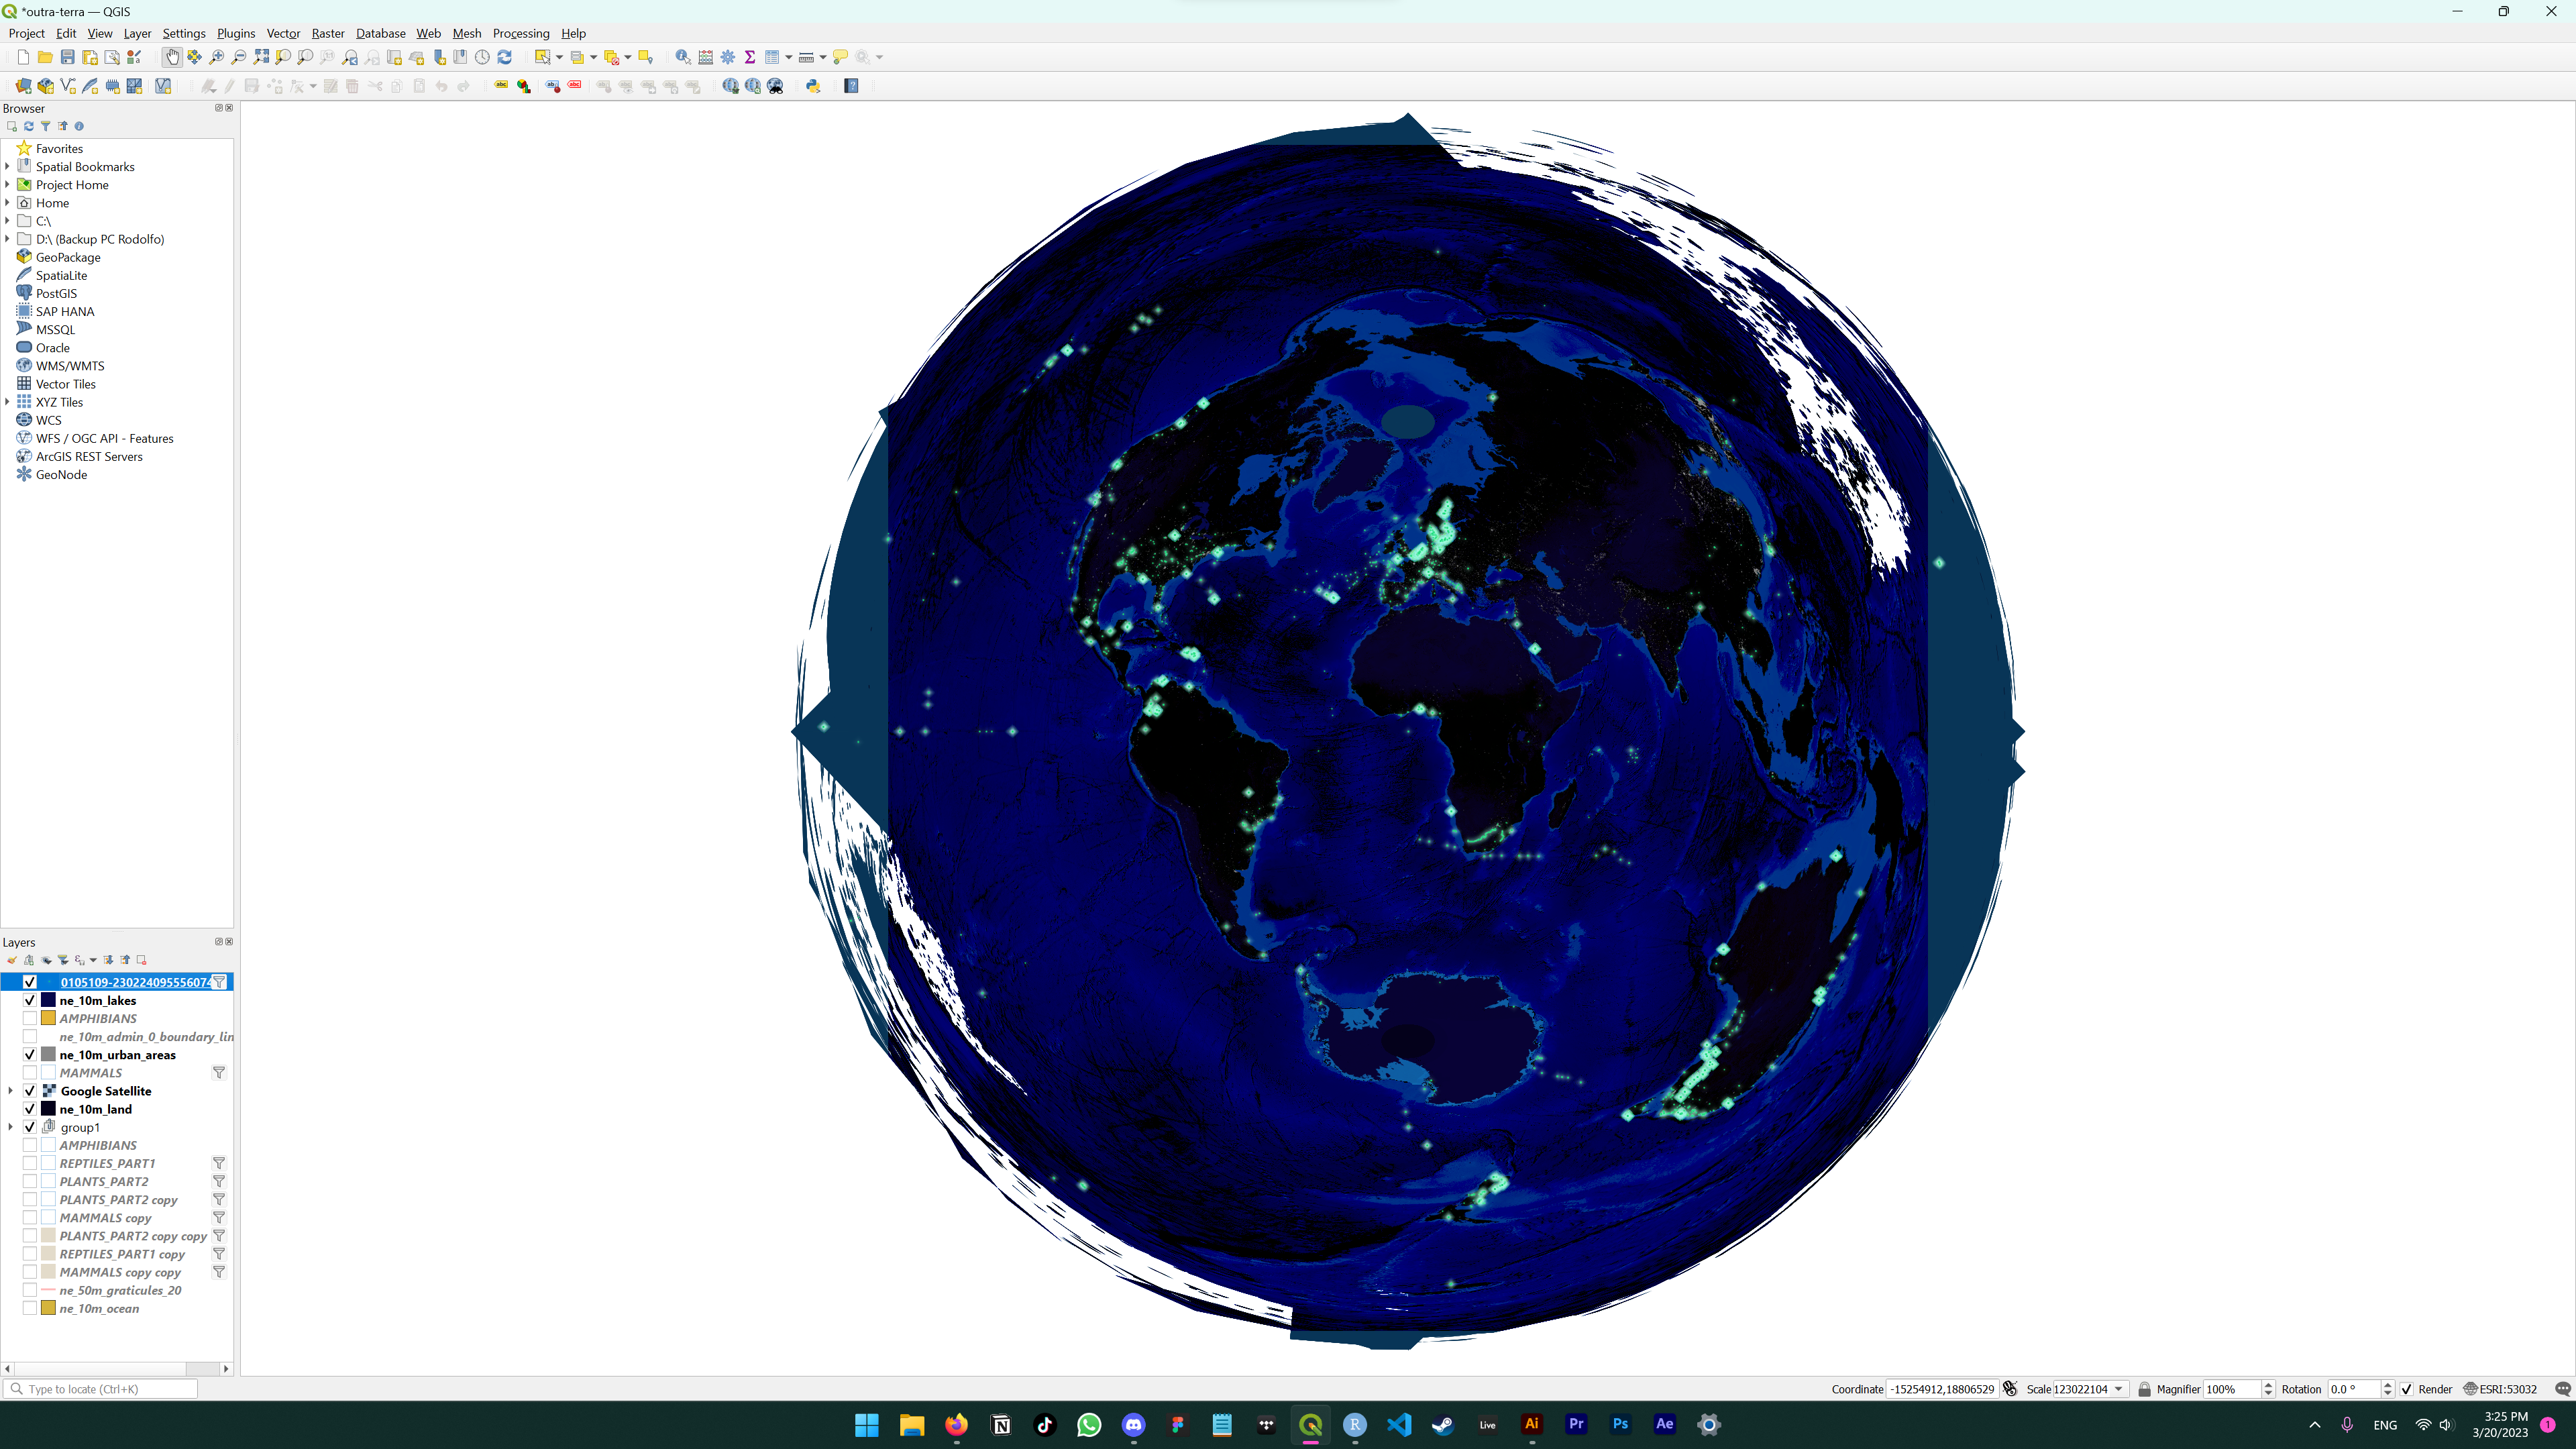 *outra-terra — QGIS
Project Edit View Layer Settings Plugins Vector Raster Database Web Mesh Processing Help
Browser
Favorites
Spatial Bookmarks
Project Home
Home
C:\
D:\ (Backup PC Rodolfo)
GeoPackage
SpatiaLite
PostGIS
SAP HANA
MSSQL
Oracle
WMS/WMTS
Vector Tiles
XYZ Tiles
WCS
WFS / OGC API - Features
ArcGIS REST Servers
GeoNode
Layers
0105109-230224095556074
ne_10m_lakes
AMPHIBIANS
ne_10m_admin_0_boundary_lin
ne_10m_urban_areas
MAMMALS
Google Satellite
ne_10m_land
group1
AMPHIBIANS
REPTILES_PART1
PLANTS_PART2
PLANTS_PART2 copy
MAMMALS copy
PLANTS_PART2 copy copy
REPTILES_PART1 copy
MAMMALS copy copy
ne_50m_graticules_20
ne_10m_ocean
Type to locate (Ctrl+K)
Coordinate -15254912,18806529 Scale 123022104 Magnifier 100% Rotation 0.0 ° Render ESRI:53032
Live Ai Pr Ps Ae
ENG
3:25 PM
3/20/2023
1